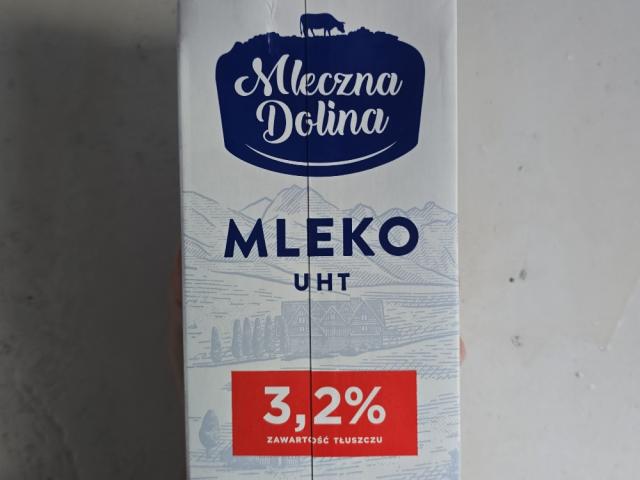 Mleczna
Dolina
MLEKO
UHT
3,2%
ZAWARTOŚĆ TŁUSZCZU